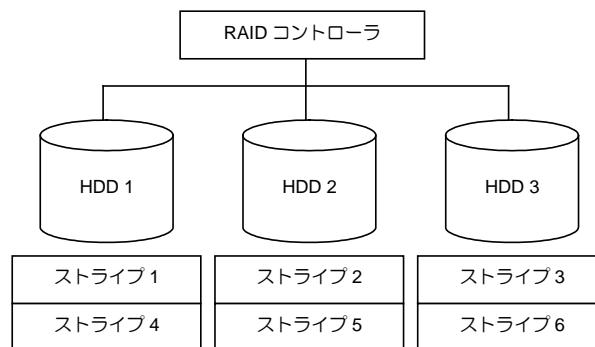 RAID コントローラ
HDD 1
HDD 2
HDD 3
ストライプ 1
ストライプ 2
ストライプ 3
ストライプ 4
ストライプ 5
ストライプ 6